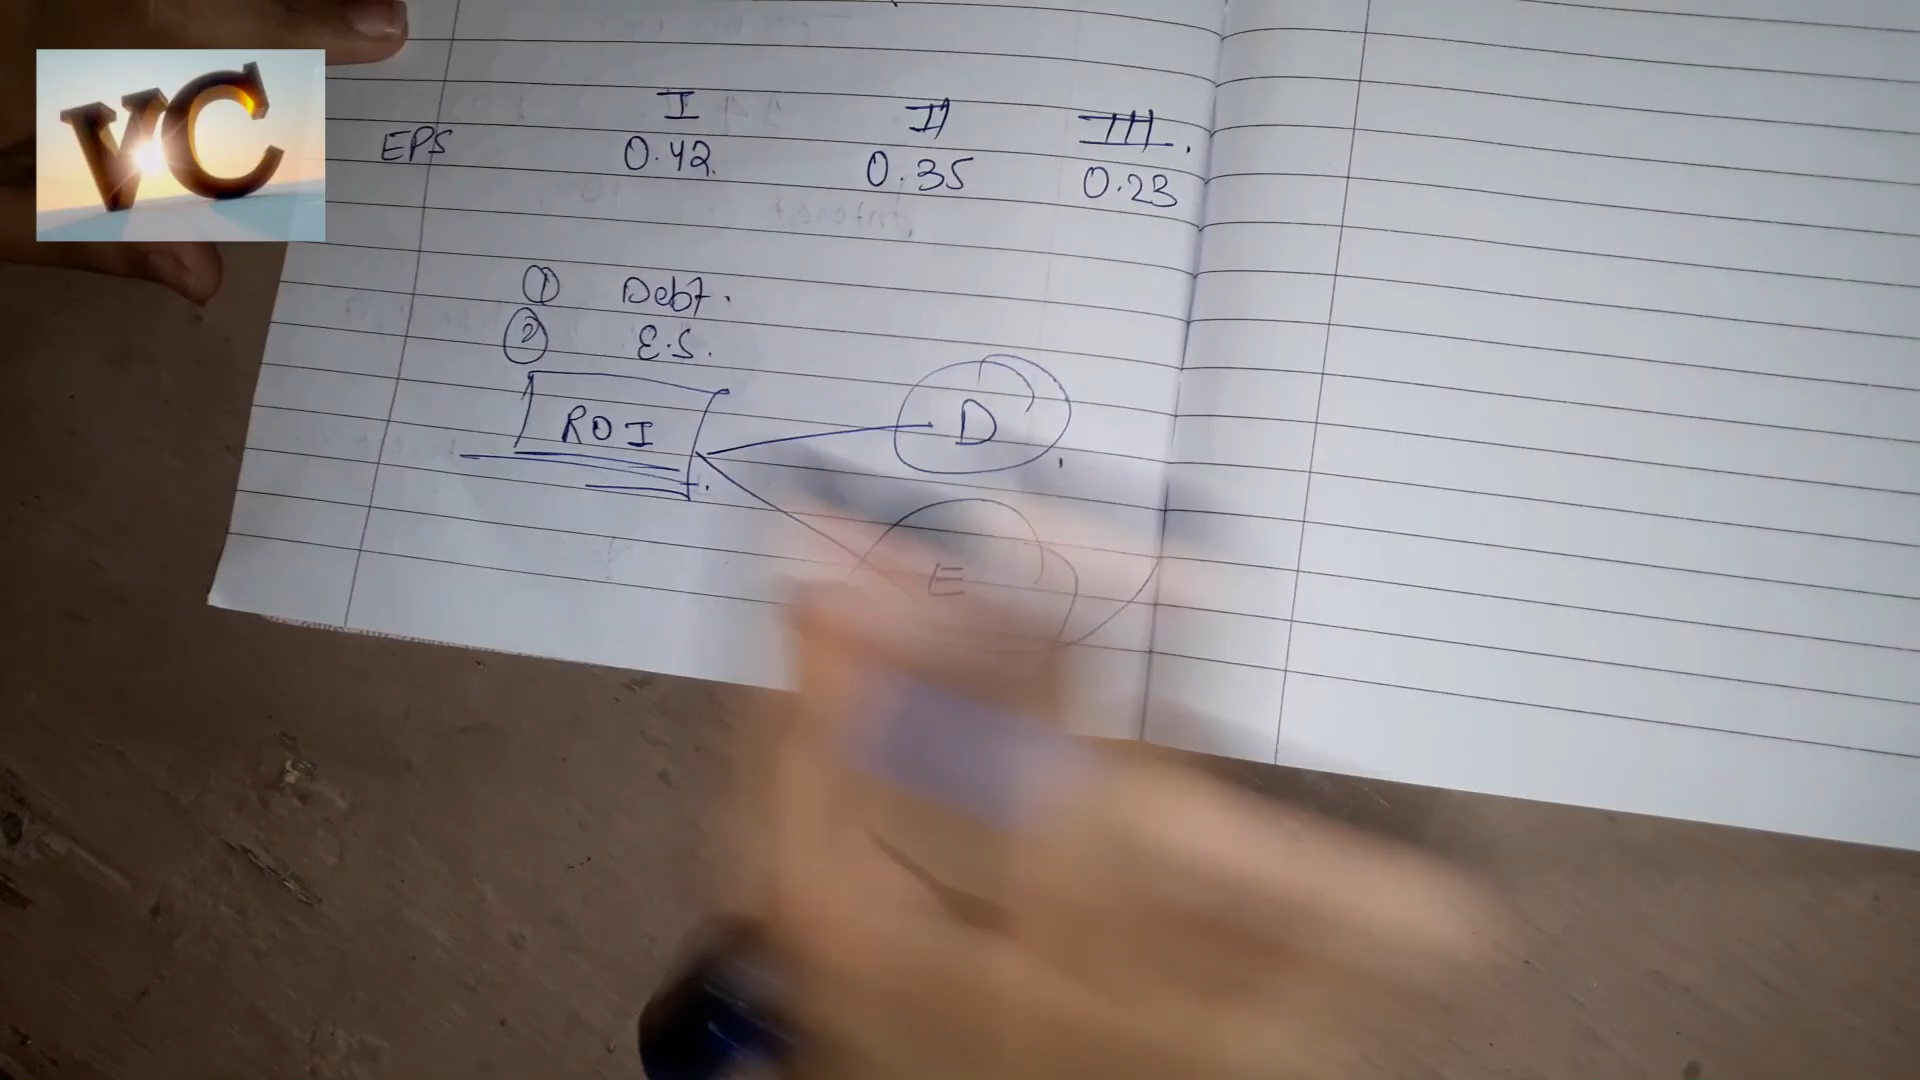 VC
I II III.
EPS 0.42. 0.35 0.23
① Debt.
② E.S.
ROI D
E